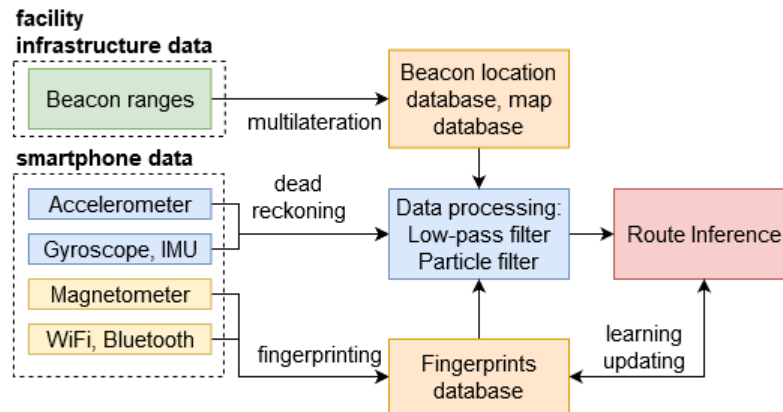 facility
infrastructure data
Beacon ranges
multilateration
Beacon location
database, map
database
smartphone data
Accelerometer
Gyroscope, IMU
Magnetometer
WiFi, Bluetooth
dead
reckoning
fingerprinting
Data processing:
Low-pass filter
Particle filter
Route Inference
Fingerprints
database
learning
updating